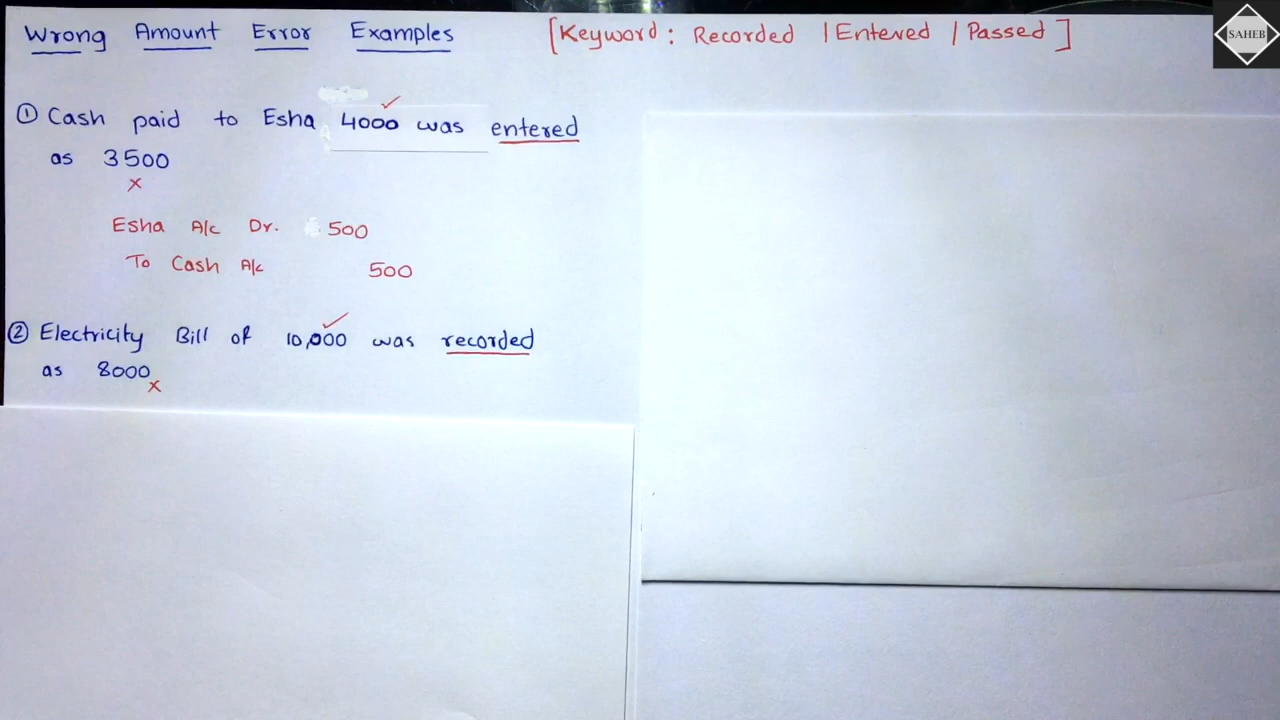 Wrong Amount Error Examples [Keyword: Recorded | Entered | Passed]
① Cash paid to Esha 4000 was entered
as 3500
Esha A/c Dr. 500
To Cash A/c 500
② Electricity Bill of 10,000 was recorded
as 8000
SAHEB